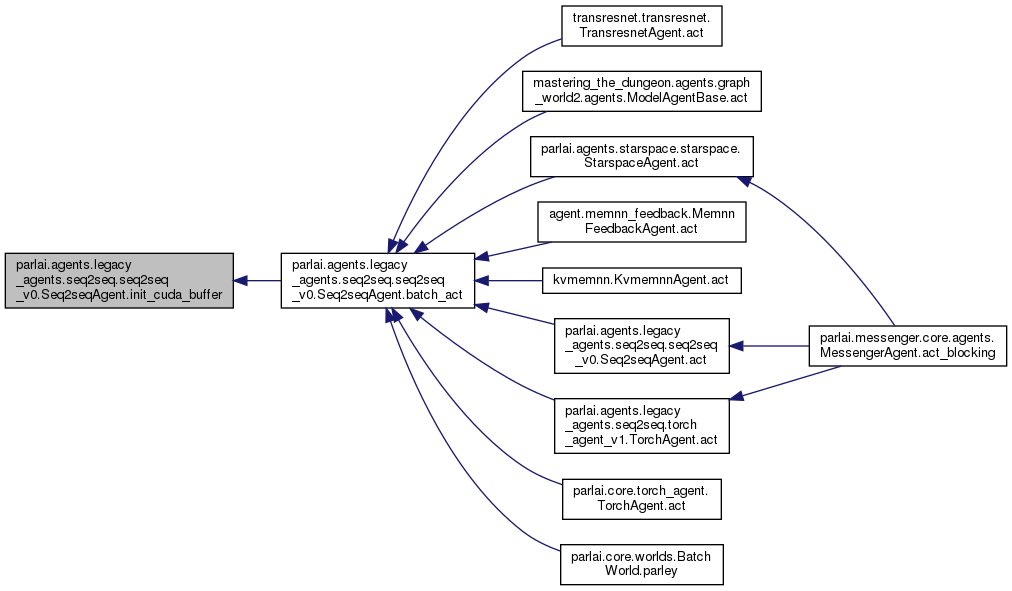 transresnet.transresnet.
TransresnetAgent.act
mastering_the_dungeon.agents.graph
_world2.agents.ModelAgentBase.act
parlai.agents.starspace.starspace.
StarspaceAgent.act
agent.memnn_feedback.Memnn
FeedbackAgent.act
parlai.agents.legacy
_agents.seq2seq.seq2seq
_v0.Seq2seqAgent.init_cuda_buffer
parlai.agents.legacy
_agents.seq2seq.seq2seq
_v0.Seq2seqAgent.batch_act
kvmemnn.KvmemnnAgent.act
parlai.agents.legacy
_agents.seq2seq.seq2seq
_v0.Seq2seqAgent.act
parlai.messenger.core.agents.
MessengerAgent.act_blocking
parlai.agents.legacy
_agents.seq2seq.torch
_agent_v1.TorchAgent.act
parlai.core.torch_agent.
TorchAgent.act
parlai.core.worlds.Batch
World.parley